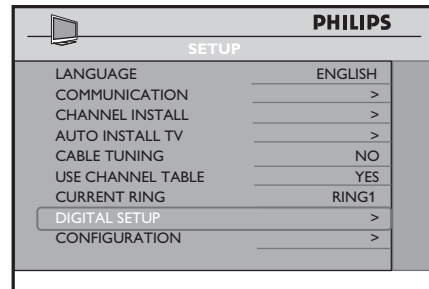 PHILIPS
SETUP
LANGUAGE ENGLISH
COMMUNICATION >
CHANNEL INSTALL >
AUTO INSTALL TV >
CABLE TUNING NO
USE CHANNEL TABLE YES
CURRENT RING RING1
DIGITAL SETUP >
CONFIGURATION >